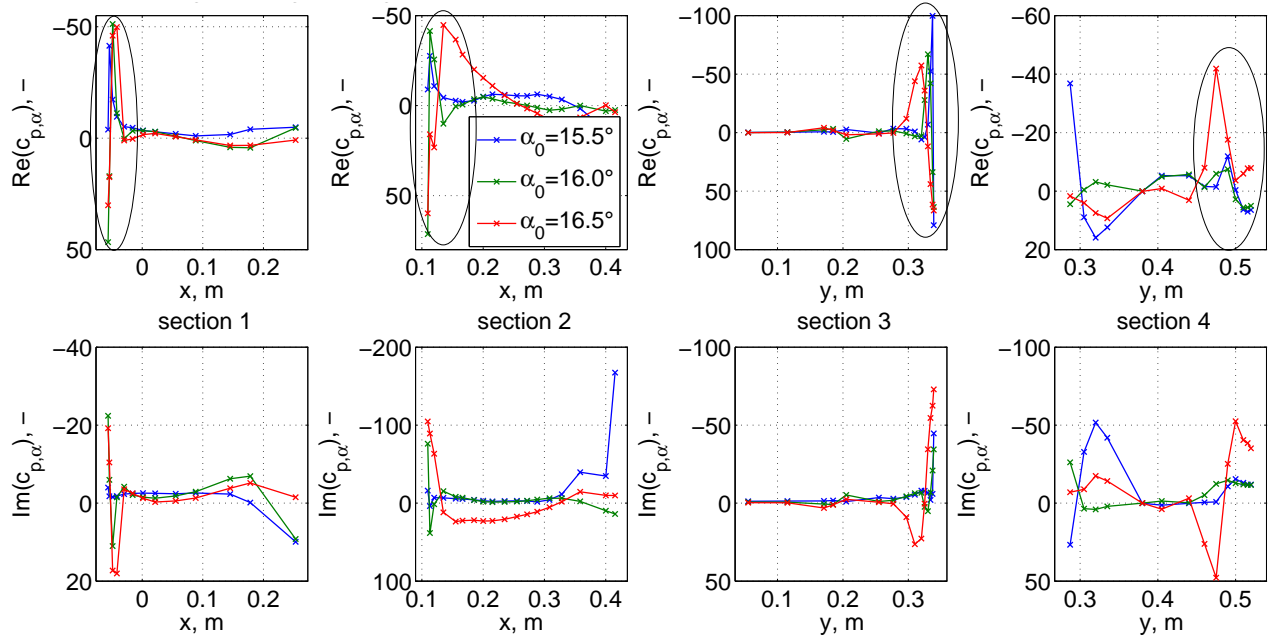 −50
0
50
Re(c_p,α), −
0 0.1 0.2
x, m
−50
0
50
Re(c_p,α), −
0.1 0.2 0.3 0.4
x, m
α₀=15.5°
α₀=16.0°
α₀=16.5°
−100
−50
0
50
100
Re(c_p,α), −
0.1 0.2 0.3 0.4
y, m
−60
−40
−20
0
20
Re(c_p,α), −
0.3 0.4 0.5
y, m
section 1 section 2 section 3 section 4
−40
−20
0
20
Im(c_p,α), −
0 0.1 0.2
x, m
−200
−100
0
100
Im(c_p,α), −
0.1 0.2 0.3 0.4
x, m
−100
−50
0
50
Im(c_p,α), −
0.1 0.2 0.3 0.4
y, m
−100
−50
0
50
Im(c_p,α), −
0.3 0.4 0.5
y, m